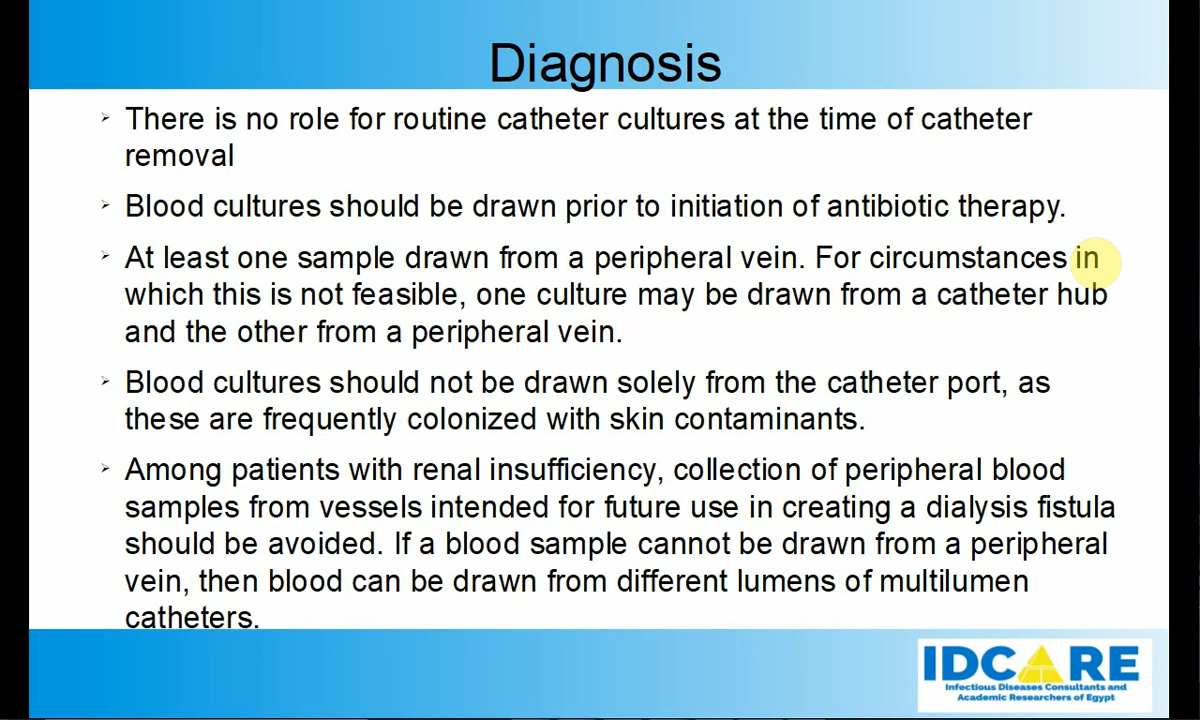 Diagnosis
There is no role for routine catheter cultures at the time of catheter
removal
Blood cultures should be drawn prior to initiation of antibiotic therapy.
At least one sample drawn from a peripheral vein. For circumstances in
which this is not feasible, one culture may be drawn from a catheter hub
and the other from a peripheral vein.
Blood cultures should not be drawn solely from the catheter port, as
these are frequently colonized with skin contaminants.
Among patients with renal insufficiency, collection of peripheral blood
samples from vessels intended for future use in creating a dialysis fistula
should be avoided. If a blood sample cannot be drawn from a peripheral
vein, then blood can be drawn from different lumens of multilumen
catheters.
IDCARE
Infectious Diseases Consultants and
Academic Researchers of Egypt